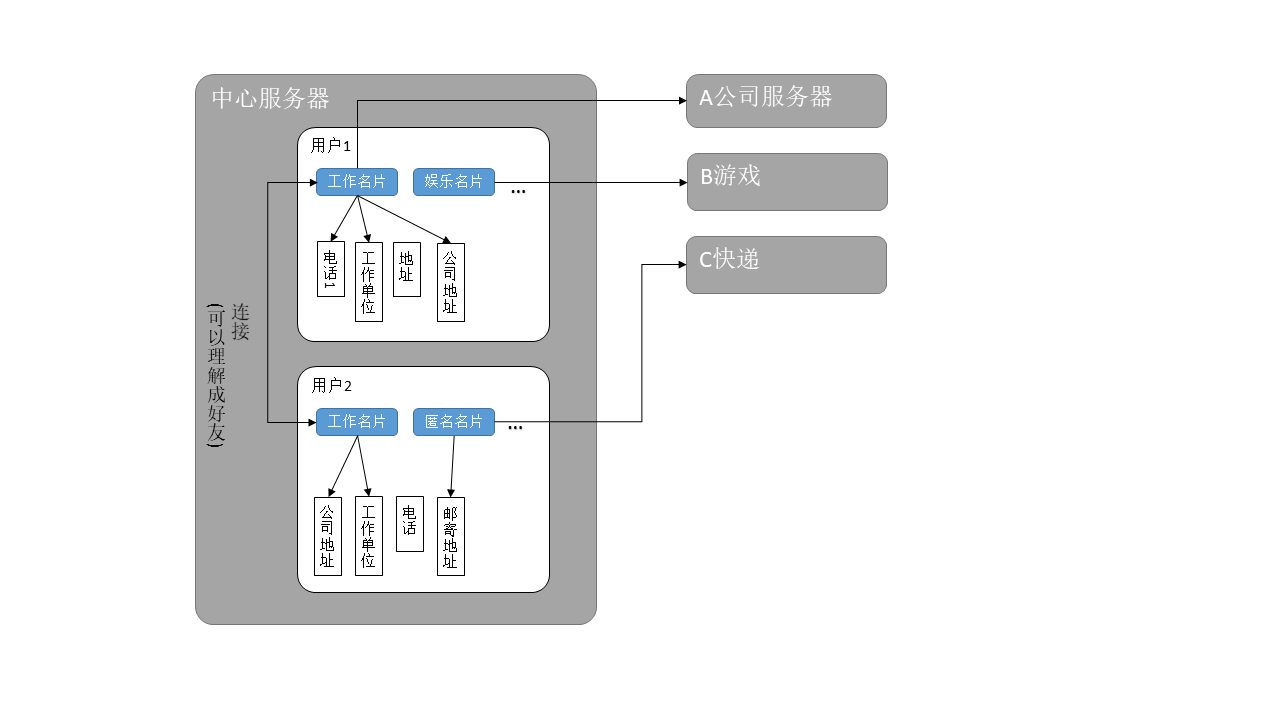 中心服务器
A公司服务器
用户1
工作名片
娱乐名片
...
B游戏
电话1
工作单位
地址
公司地址
C快递
连接
(可以理解成好友)
用户2
工作名片
匿名名片
...
公司地址
工作单位
电话
邮寄地址